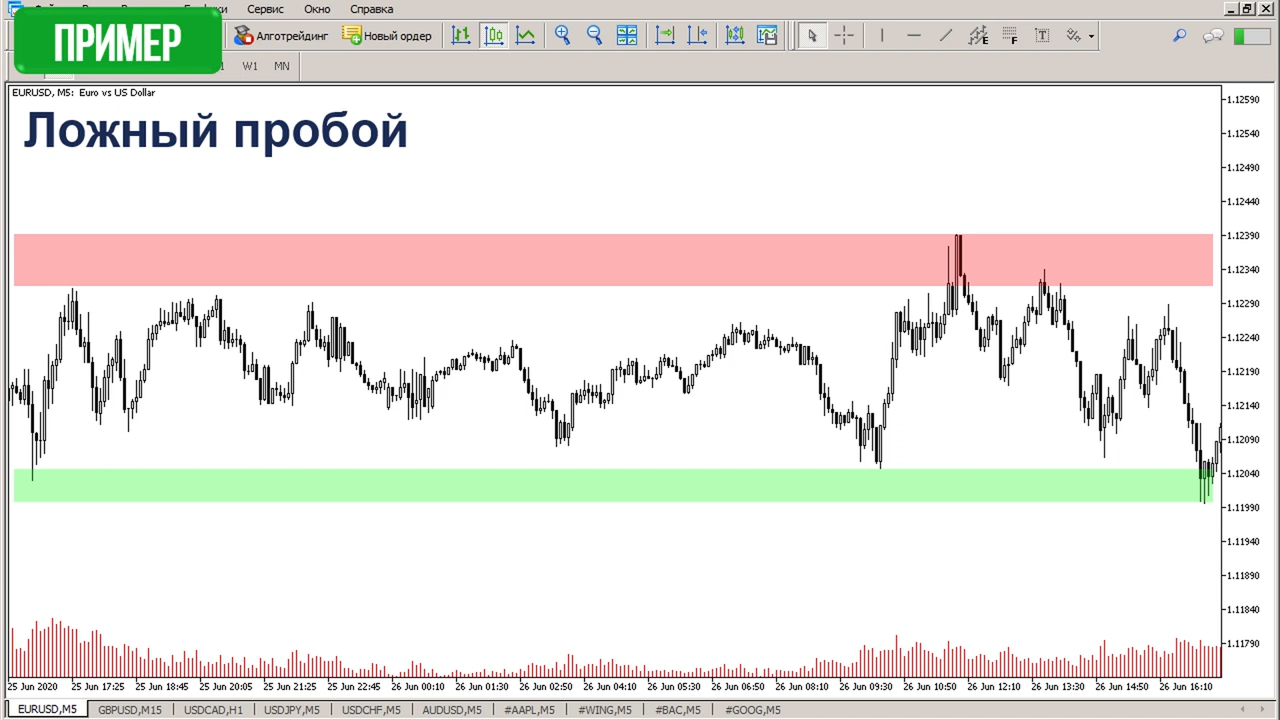 Сервис Окно Справка
ПРИМЕР
Алготрейдинг Новый ордер
W1 MN
EURUSD, M5: Euro vs US Dollar
Ложный пробой
1.12590
1.12540
1.12490
1.12440
1.12390
1.12340
1.12290
1.12240
1.12190
1.12140
1.12090
1.12040
1.11990
1.11940
1.11890
1.11840
1.11790
25 Jun 2020 25 Jun 17:25 25 Jun 18:45 25 Jun 20:05 25 Jun 21:25 25 Jun 22:45 26 Jun 00:10 26 Jun 01:30 26 Jun 02:50 26 Jun 04:10 26 Jun 05:30 26 Jun 06:50 26 Jun 08:10 26 Jun 09:30 26 Jun 10:50 26 Jun 12:10 26 Jun 13:30 26 Jun 14:50 26 Jun 16:10
EURUSD,M5 GBPUSD,M15 USDCAD,H1 USDJPY,M5 USDCHF,M5 AUDUSD,M5 #AAPL,M5 #WING,M5 #BAC,M5 #GOOG,M5